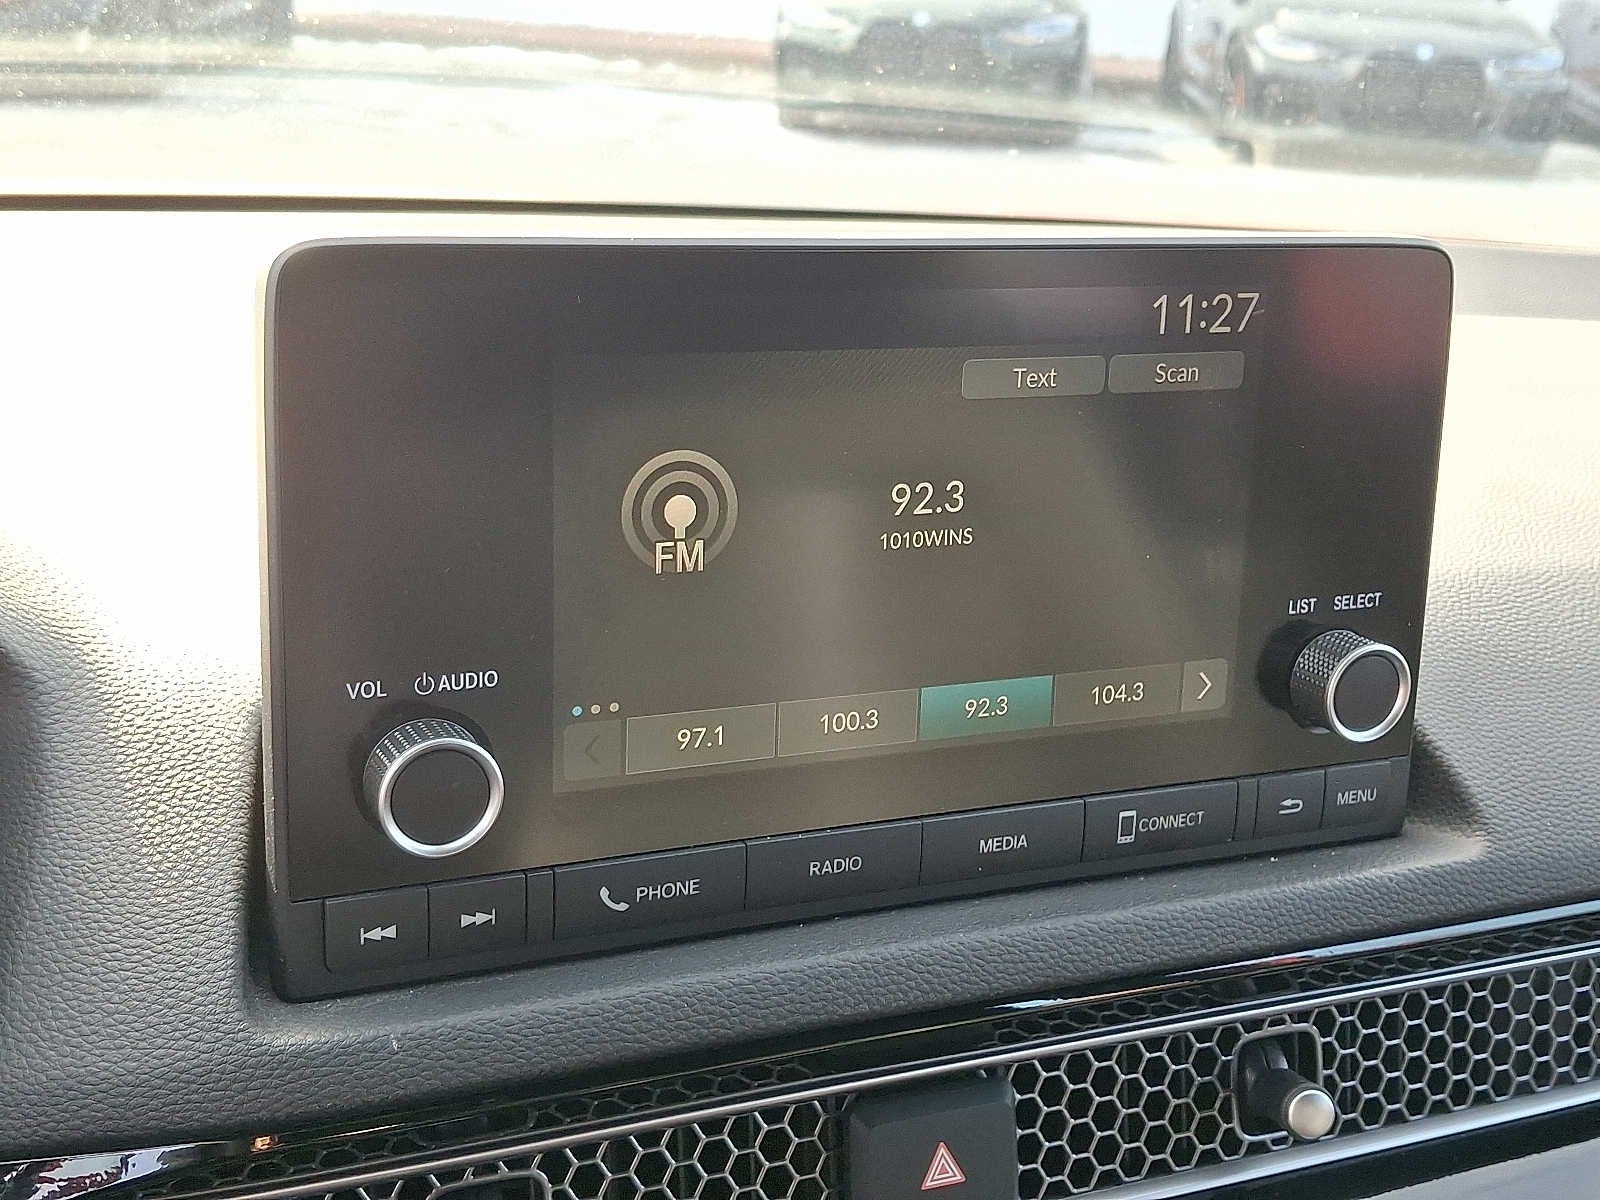 11:27
Text Scan
92.3
1010WINS
FM
LIST SELECT
VOL AUDIO
97.1 100.3 92.3 104.3
PHONE RADIO MEDIA CONNECT MENU